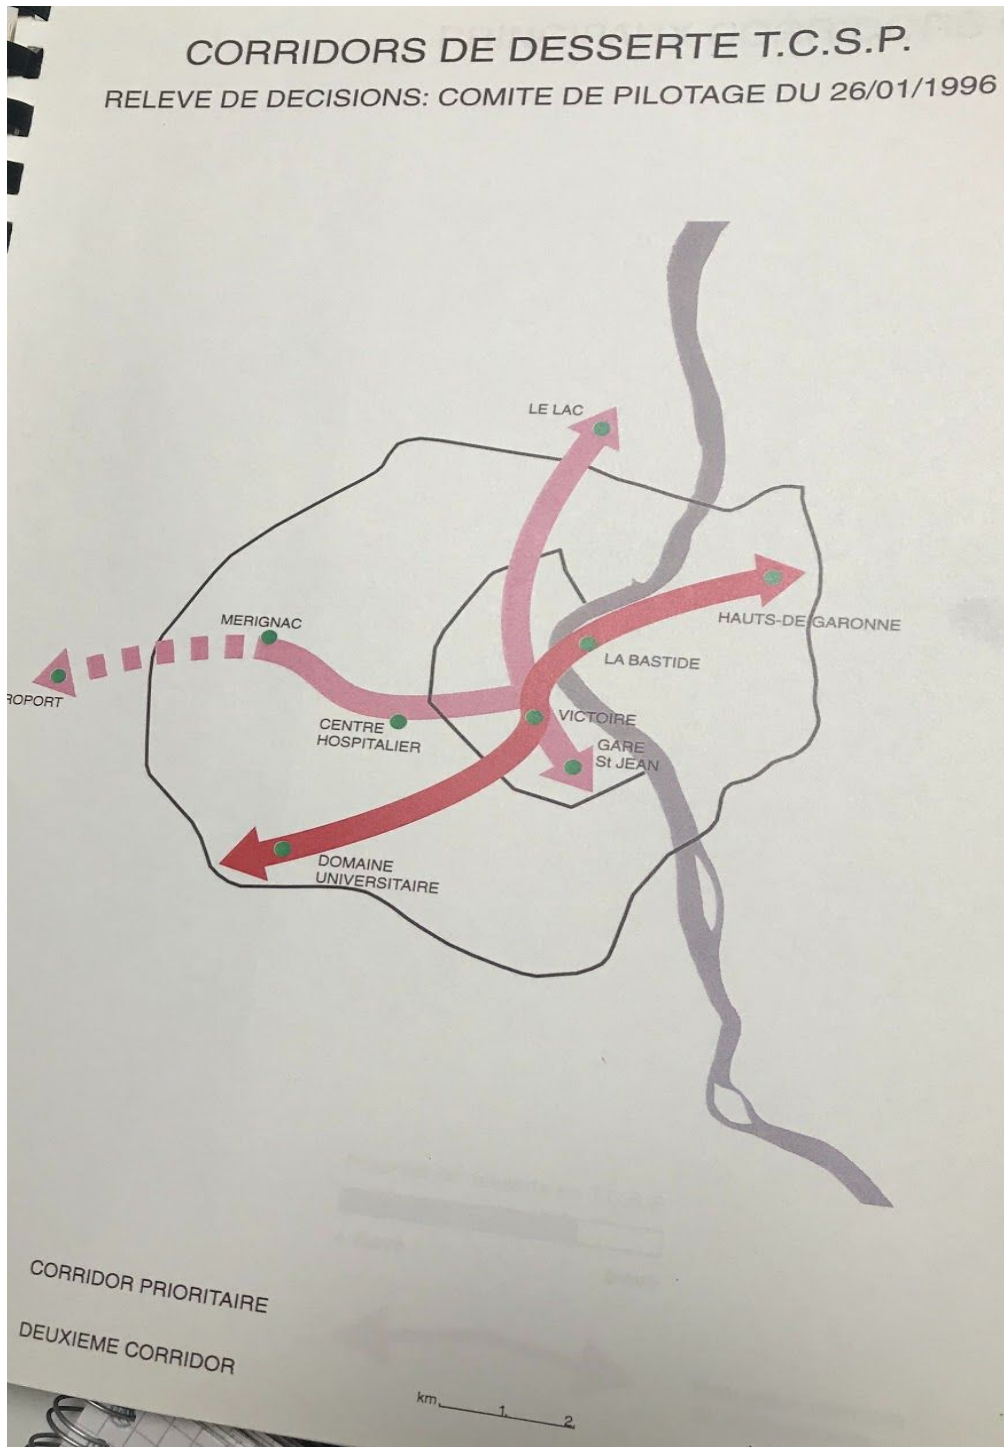 CORRIDORS DE DESSERTE T.C.S.P.
RELEVE DE DECISIONS: COMITE DE PILOTAGE DU 26/01/1996
LE LAC
MERIGNAC
HAUTS-DE-GARONNE
LA BASTIDE
ROPORT
VICTOIRE
CENTRE
HOSPITALIER
GARE
St JEAN
DOMAINE
UNIVERSITAIRE
CORRIDOR PRIORITAIRE
DEUXIEME CORRIDOR
km 1 2